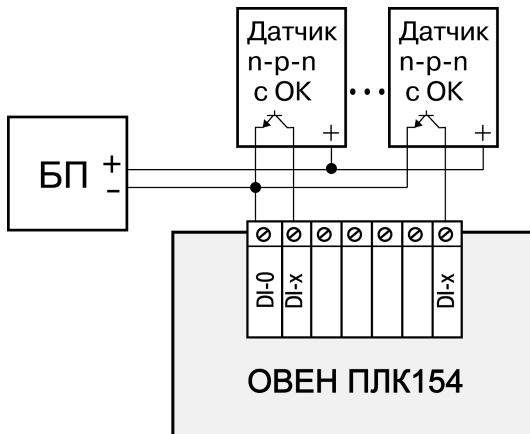 Датчик
n-p-n
с ОК
+
...
Датчик
n-p-n
с ОК
+
БП
+
−
DI-0
DI-x
DI-x
ОВЕН ПЛК154